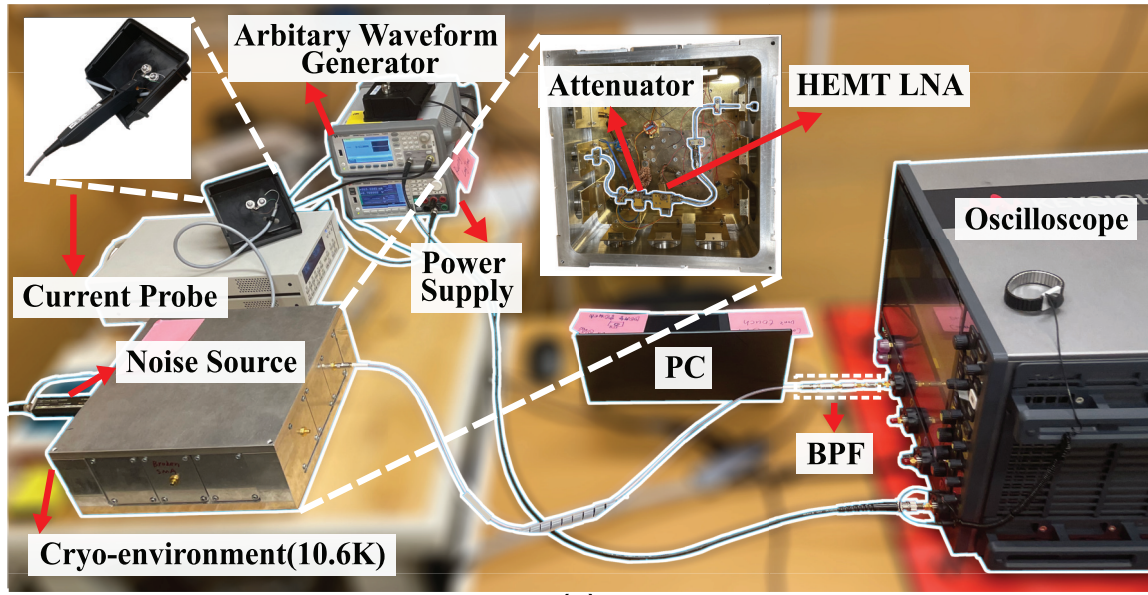 Arbitary Waveform
Generator
Attenuator
HEMT LNA
Oscilloscope
Current Probe
Power
Supply
Noise Source
PC
BPF
Cryo-environment(10.6K)